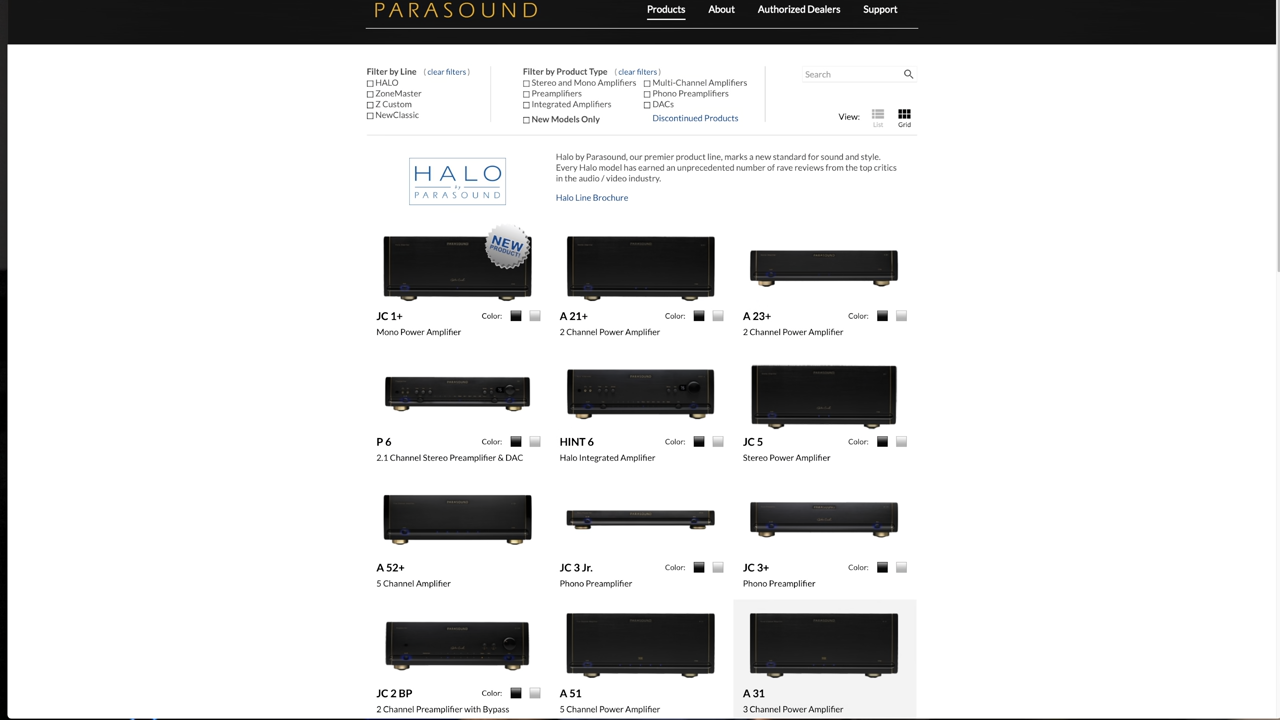 PARASOUND
Products About Authorized Dealers Support
Filter by Line ( clear filters )
HALO
ZoneMaster
Z Custom
NewClassic
Filter by Product Type ( clear filters )
Stereo and Mono Amplifiers Multi-Channel Amplifiers
Preamplifiers Phono Preamplifiers
Integrated Amplifiers DACs
New Models Only Discontinued Products
Search
View: List Grid
HALO
by
PARASOUND
Halo by Parasound, our premier product line, marks a new standard for sound and style.
Every Halo model has earned an unprecedented number of rave reviews from the top critics
in the audio / video industry.
Halo Line Brochure
NEW
PRODUCT!
JC 1+ Color:
Mono Power Amplifier
A 21+ Color:
2 Channel Power Amplifier
A 23+ Color:
2 Channel Power Amplifier
P 6 Color:
2.1 Channel Stereo Preamplifier & DAC
HINT 6 Color:
Halo Integrated Amplifier
JC 5 Color:
Stereo Power Amplifier
A 52+
5 Channel Amplifier
JC 3 Jr. Color:
Phono Preamplifier
JC 3+ Color:
Phono Preamplifier
JC 2 BP Color:
2 Channel Preamplifier with Bypass
A 51
5 Channel Power Amplifier
A 31
3 Channel Power Amplifier